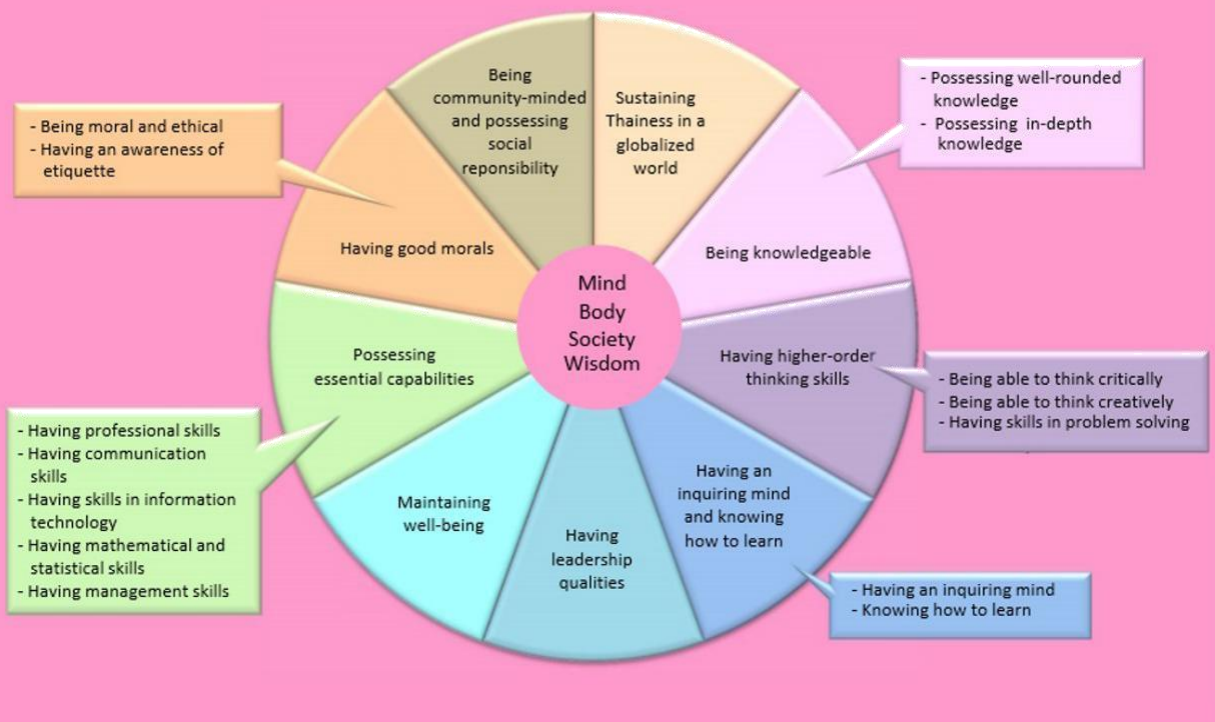 Being
community-minded
and possessing
social
reponsibility
Sustaining
Thainess in a
globalized
world
- Possessing well-rounded
knowledge
- Possessing in-depth
knowledge
Being knowledgeable
Having higher-order
thinking skills
- Being able to think critically
- Being able to think creatively
- Having skills in problem solving
Having an
inquiring mind
and knowing
how to learn
- Having an inquiring mind
- Knowing how to learn
Having
leadership
qualities
Maintaining
well-being
Possessing
essential capabilities
- Having professional skills
- Having communication
skills
- Having skills in information
technology
- Having mathematical and
statistical skills
- Having management skills
Having good morals
- Being moral and ethical
- Having an awareness of
etiquette
Mind
Body
Society
Wisdom